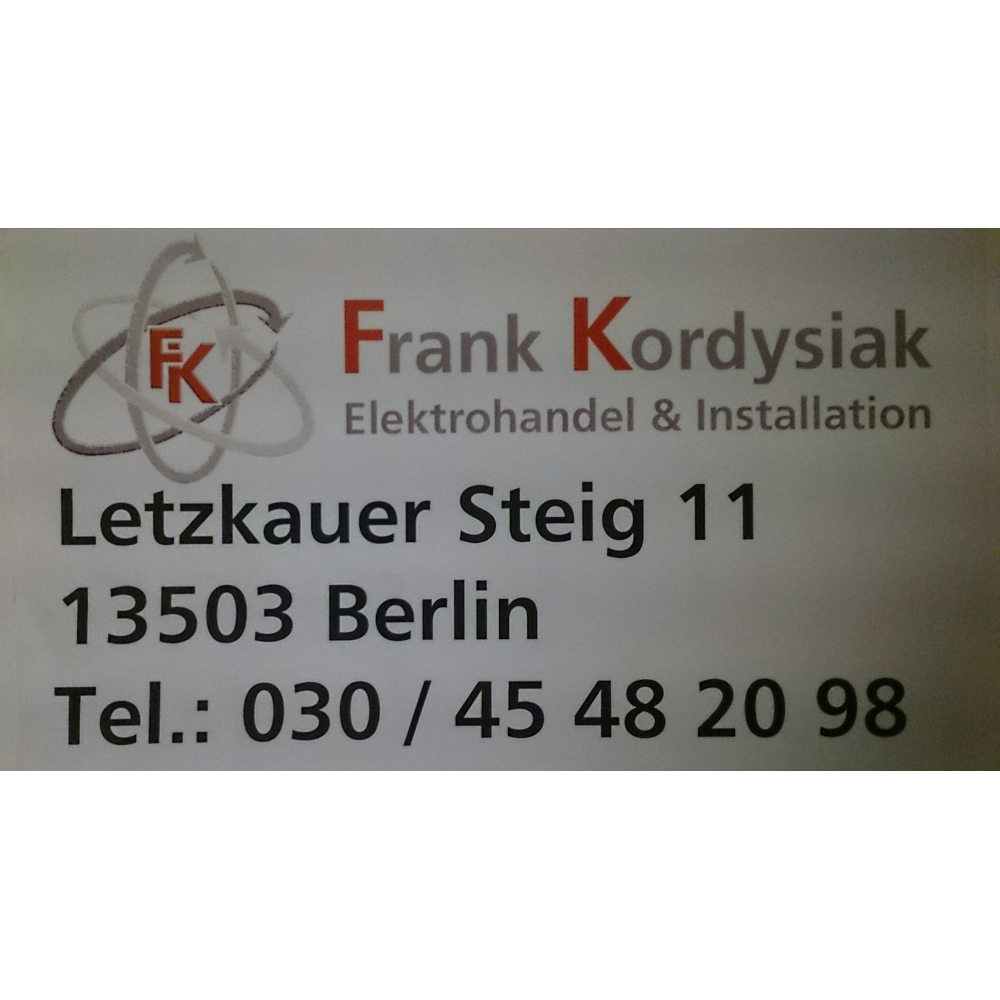 FK
Frank Kordysiak
Elektrohandel & Installation
Letzkauer Steig 11
13503 Berlin
Tel.: 030 / 45 48 20 98